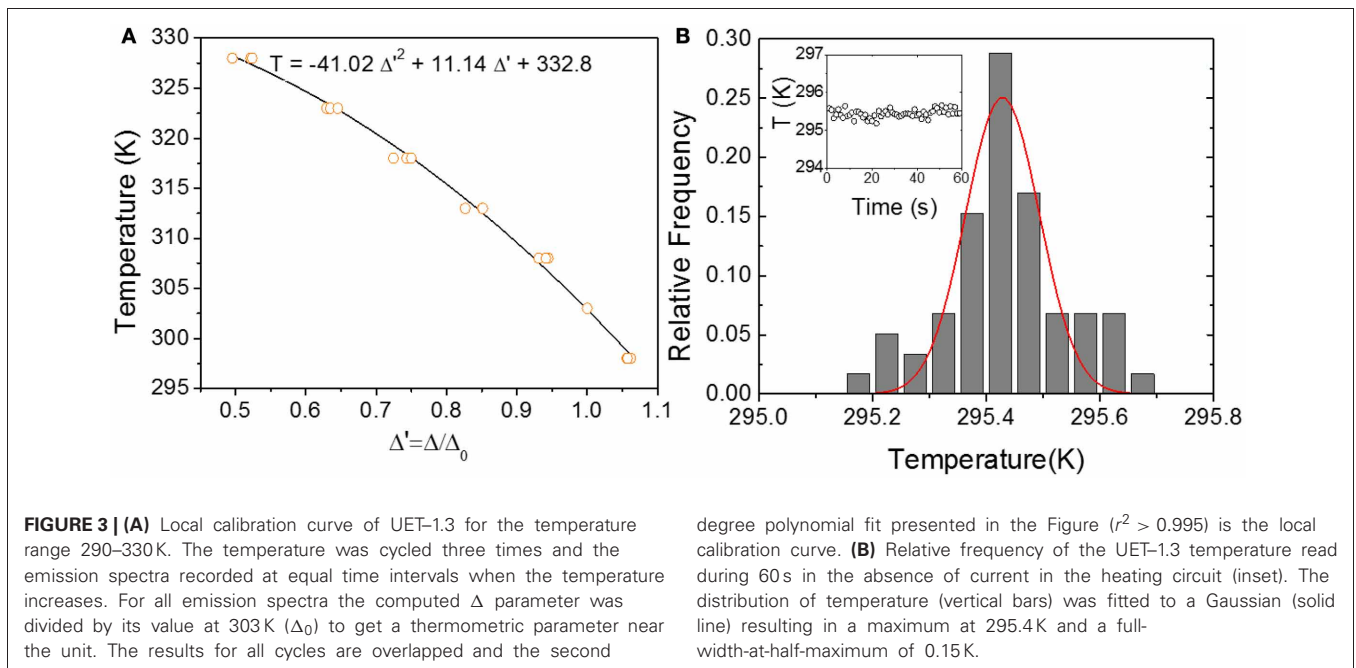 A
330
325
320
315
310
305
300
295
Temperature (K)
T = -41.02 Δ'² + 11.14 Δ' + 332.8
0.5 0.6 0.7 0.8 0.9 1.0 1.1
Δ'=Δ/Δ₀
B
0.30
0.25
0.20
0.15
0.10
0.05
0.00
Relative Frequency
297
296
295
294
T (K)
0 20 40 60
Time (s)
295.0 295.2 295.4 295.6 295.8
Temperature(K)
FIGURE 3 | (A) Local calibration curve of UET–1.3 for the temperature
range 290–330 K. The temperature was cycled three times and the
emission spectra recorded at equal time intervals when the temperature
increases. For all emission spectra the computed Δ parameter was
divided by its value at 303 K (Δ₀) to get a thermometric parameter near
the unit. The results for all cycles are overlapped and the second
degree polynomial fit presented in the Figure (r² > 0.995) is the local
calibration curve. (B) Relative frequency of the UET–1.3 temperature read
during 60 s in the absence of current in the heating circuit (inset). The
distribution of temperature (vertical bars) was fitted to a Gaussian (solid
line) resulting in a maximum at 295.4 K and a full-
width-at-half-maximum of 0.15 K.